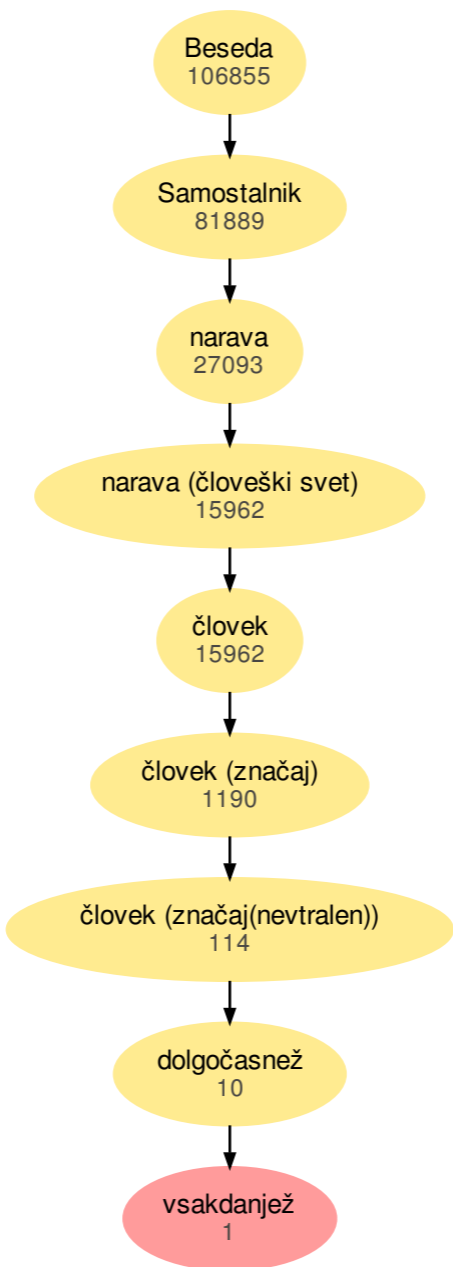 Beseda
106855
Samostalnik
81889
narava
27093
narava (človeški svet)
15962
človek
15962
človek (značaj)
1190
človek (značaj(nevtralen))
114
dolgočasnež
10
vsakdanjež
1